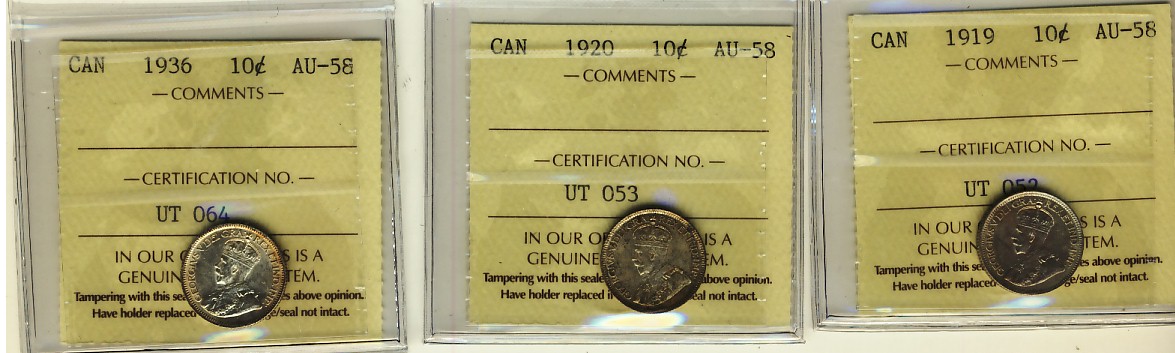 CAN 1936 10¢ AU-58
— COMMENTS —
— CERTIFICATION NO. —
UT 064
IN OUR S IS A
GENUIN TEM.
Tampering with this sea s above opinion.
Have holder replaced /seal not intact.
CAN 1920 10¢ AU-58
— COMMENTS —
— CERTIFICATION NO. —
UT 053
IN OUR OP IS A
GENUINE M.
Tampering with this seale above opinion.
Have holder replaced i eal not intact.
CAN 1919 10¢ AU-58
— COMMENTS —
— CERTIFICATION NO. —
UT 052
IN OUR S IS A
GENUIN TEM.
Tampering with this se es above opinion.
Have holder replaced ge/seal not intact.